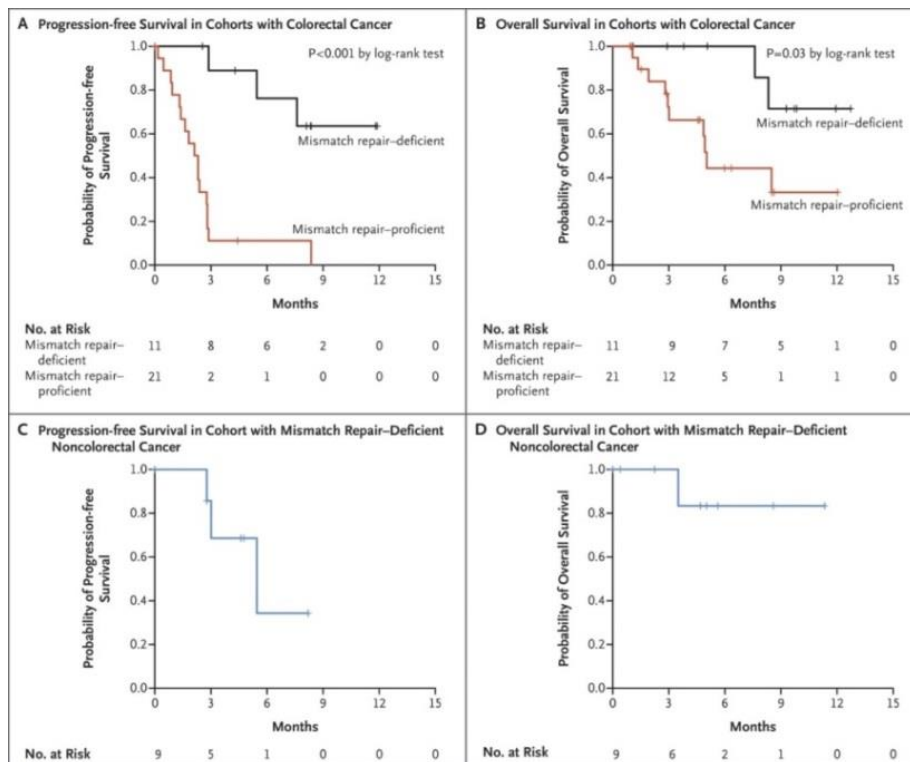 A Progression-free Survival in Cohorts with Colorectal Cancer
1.0
0.8
0.6
0.4
0.2
0.0
Probability of Progression-free
Survival
P<0.001 by log-rank test
Mismatch repair–deficient
Mismatch repair–proficient
0 3 6 9 12 15
Months
No. at Risk
Mismatch repair– 11 8 6 2 0 0
deficient
Mismatch repair– 21 2 1 0 0 0
proficient
B Overall Survival in Cohorts with Colorectal Cancer
1.0
0.8
0.6
0.4
0.2
0.0
Probability of Overall Survival
P=0.03 by log-rank test
Mismatch repair–deficient
Mismatch repair–proficient
0 3 6 9 12 15
Months
No. at Risk
Mismatch repair– 11 9 7 5 1 0
deficient
Mismatch repair– 21 12 5 1 1 0
proficient
C Progression-free Survival in Cohort with Mismatch Repair–Deficient
Noncolorectal Cancer
1.0
0.8
0.6
0.4
0.2
0.0
Probability of Progression-free
Survival
0 3 6 9 12 15
Months
No. at Risk 9 5 1 0 0 0
D Overall Survival in Cohort with Mismatch Repair–Deficient
Noncolorectal Cancer
1.0
0.8
0.6
0.4
0.2
0.0
Probability of Overall Survival
0 3 6 9 12 15
Months
No. at Risk 9 6 2 1 0 0